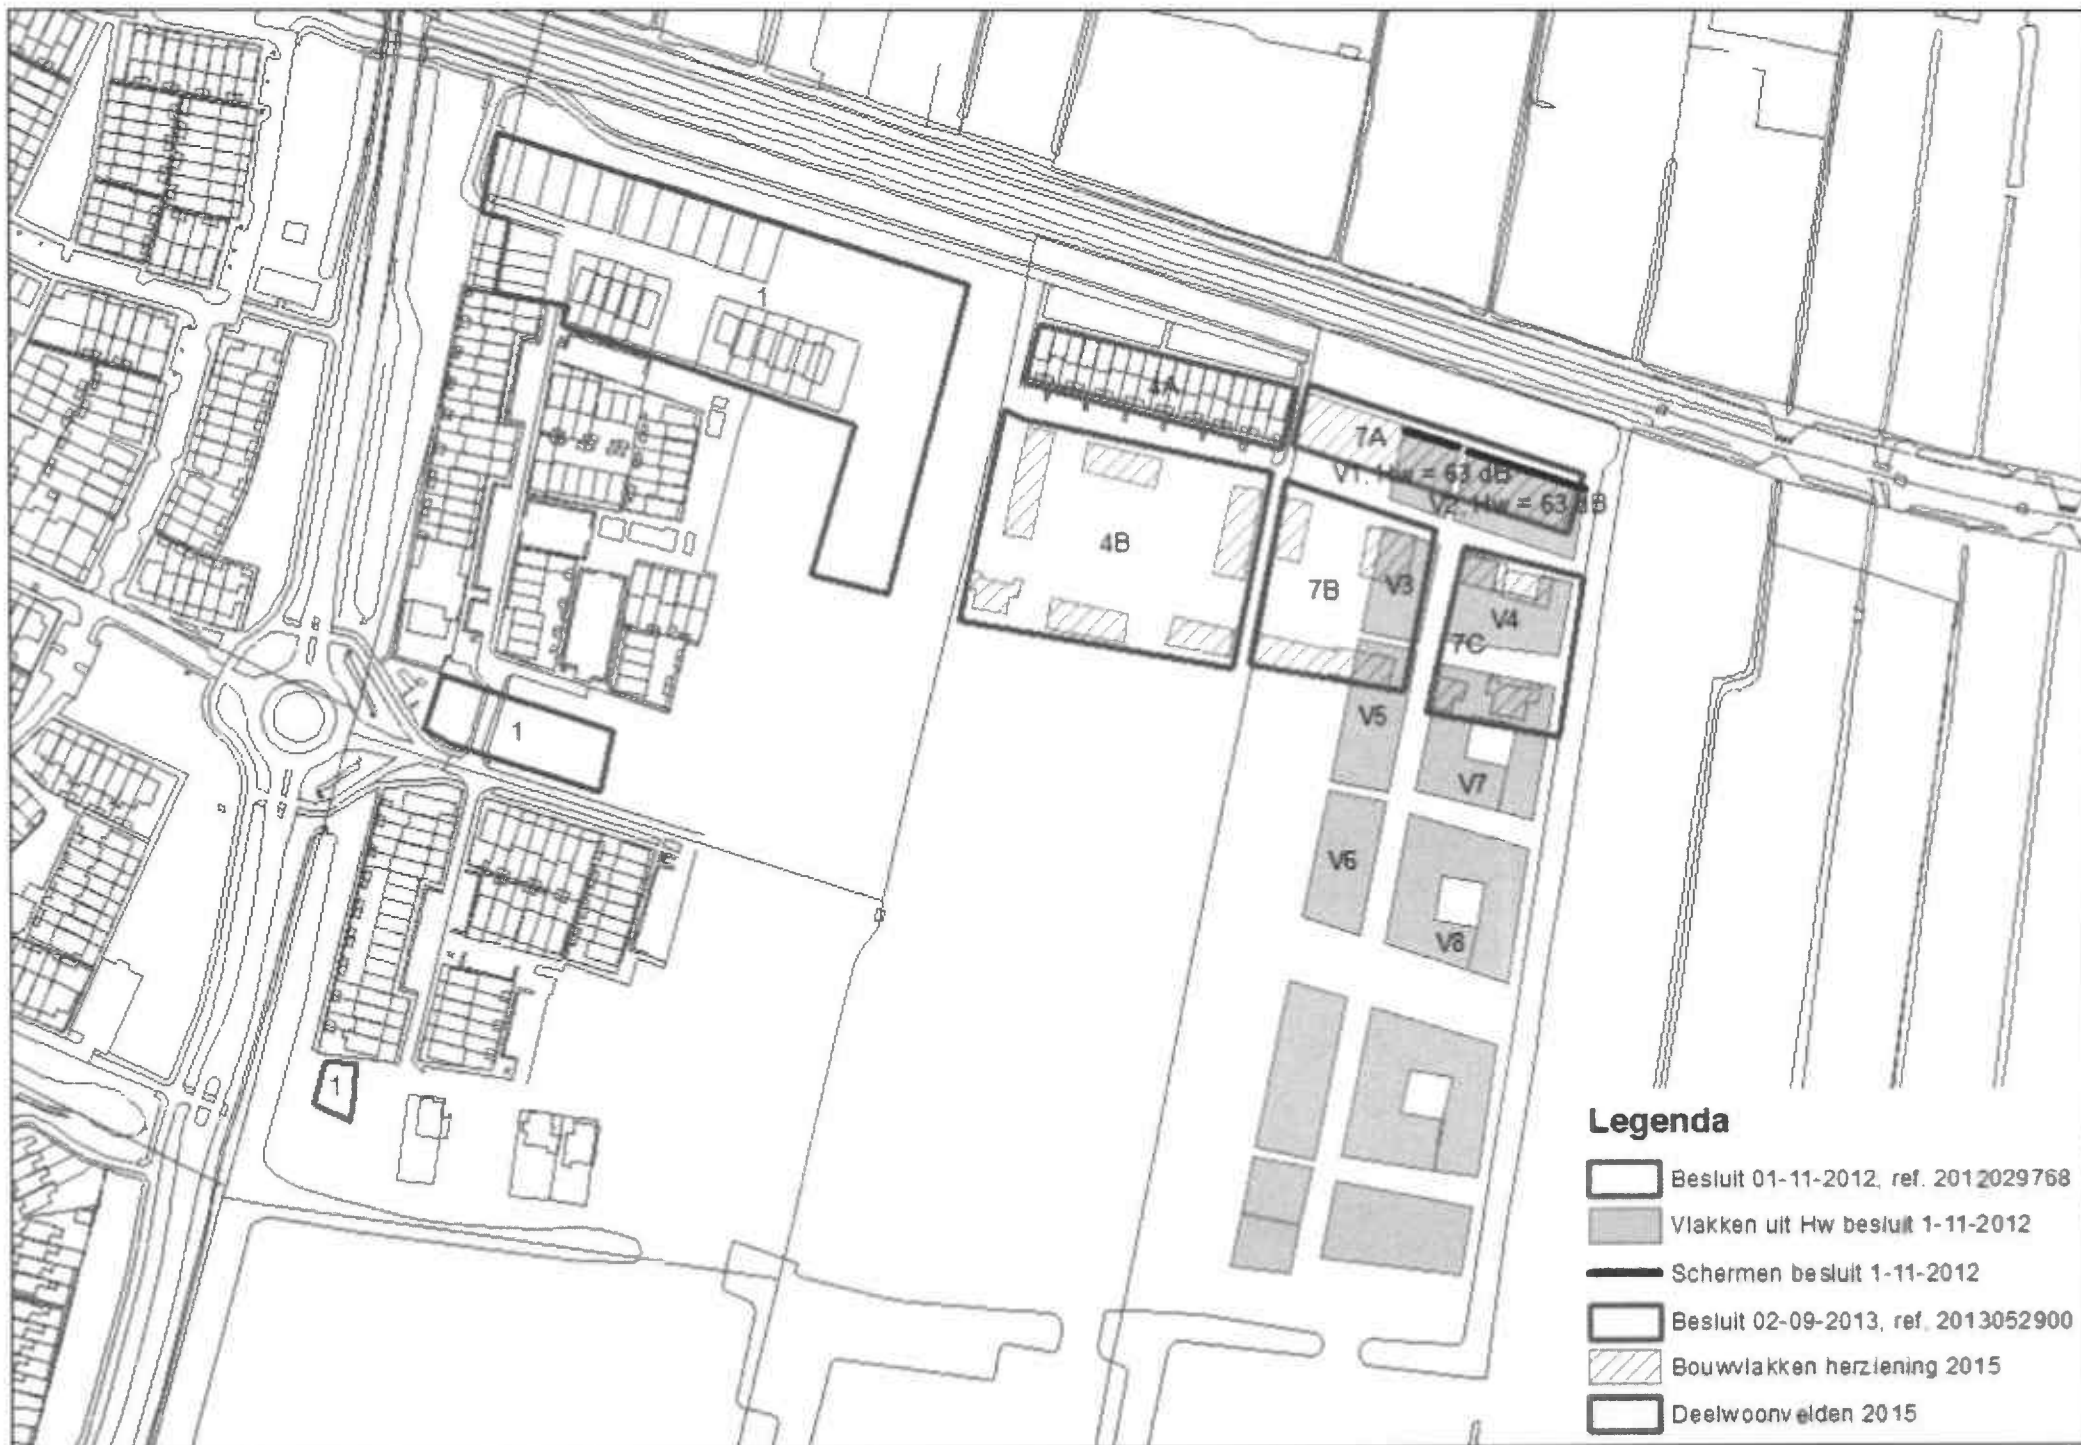 1
4A
7A
V1. Hw = 63 dB
V2. Hw = 63 dB
4B
7B
V3
V4
7C
1
V5
V7
V6
V8
1
Legenda
Besluit 01-11-2012, ref. 2012029768
Vlakken uit Hw besluit 1-11-2012
Schermen besluit 1-11-2012
Besluit 02-09-2013, ref. 2013052900
Bouwvlakken herziening 2015
Deelwoonvelden 2015